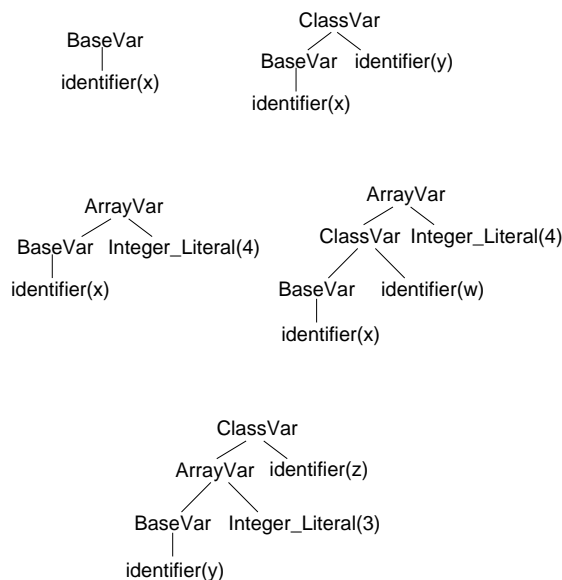 BaseVar
identifier(x)
ClassVar
BaseVar identifier(y)
identifier(x)
ArrayVar
BaseVar Integer_Literal(4)
identifier(x)
ArrayVar
ClassVar Integer_Literal(4)
BaseVar identifier(w)
identifier(x)
ClassVar
ArrayVar identifier(z)
BaseVar Integer_Literal(3)
identifier(y)